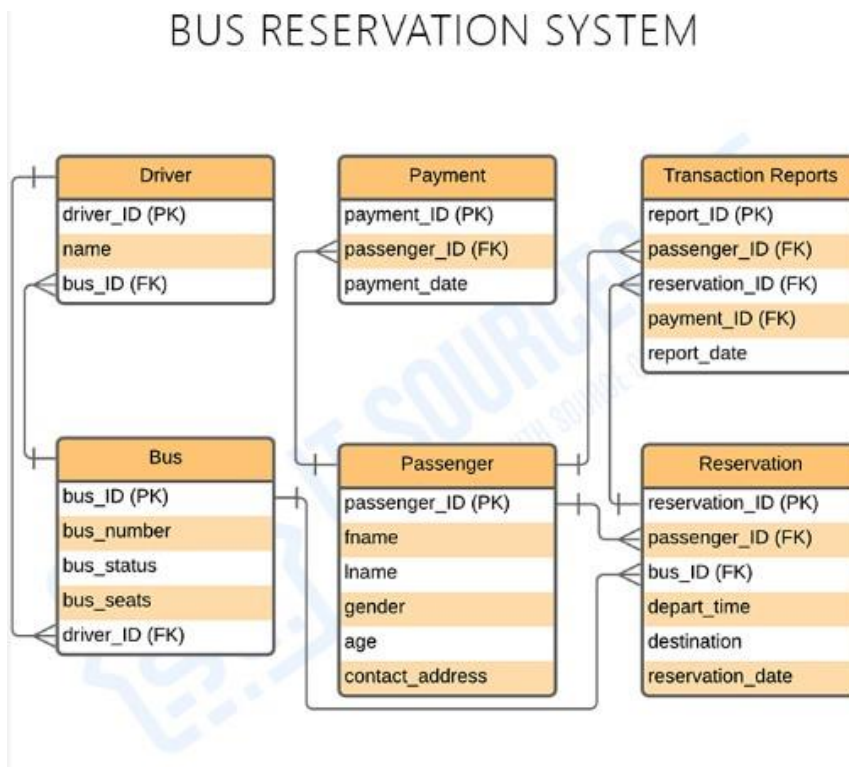 BUS RESERVATION SYSTEM
Driver
driver_ID (PK)
name
bus_ID (FK)
Payment
payment_ID (PK)
passenger_ID (FK)
payment_date
Transaction Reports
report_ID (PK)
passenger_ID (FK)
reservation_ID (FK)
payment_ID (FK)
report_date
Bus
bus_ID (PK)
bus_number
bus_status
bus_seats
driver_ID (FK)
Passenger
passenger_ID (PK)
fname
lname
gender
age
contact_address
Reservation
reservation_ID (PK)
passenger_ID (FK)
bus_ID (FK)
depart_time
destination
reservation_date